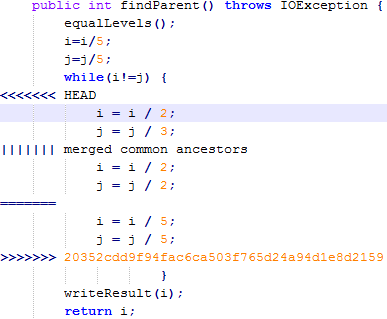 public int findParent() throws IOException {
equalLevels();
i=i/5;
j=j/5;
while(i!=j) {
<<<<<<< HEAD
i = i / 2;
j = j / 3;
||||||| merged common ancestors
i = i / 2;
j = j / 2;
=======
i = i / 5;
j = j / 5;
>>>>>>> 20352cdd9f94fac6ca503f765d24a94d1e8d2159
}
writeResult(i);
return i;